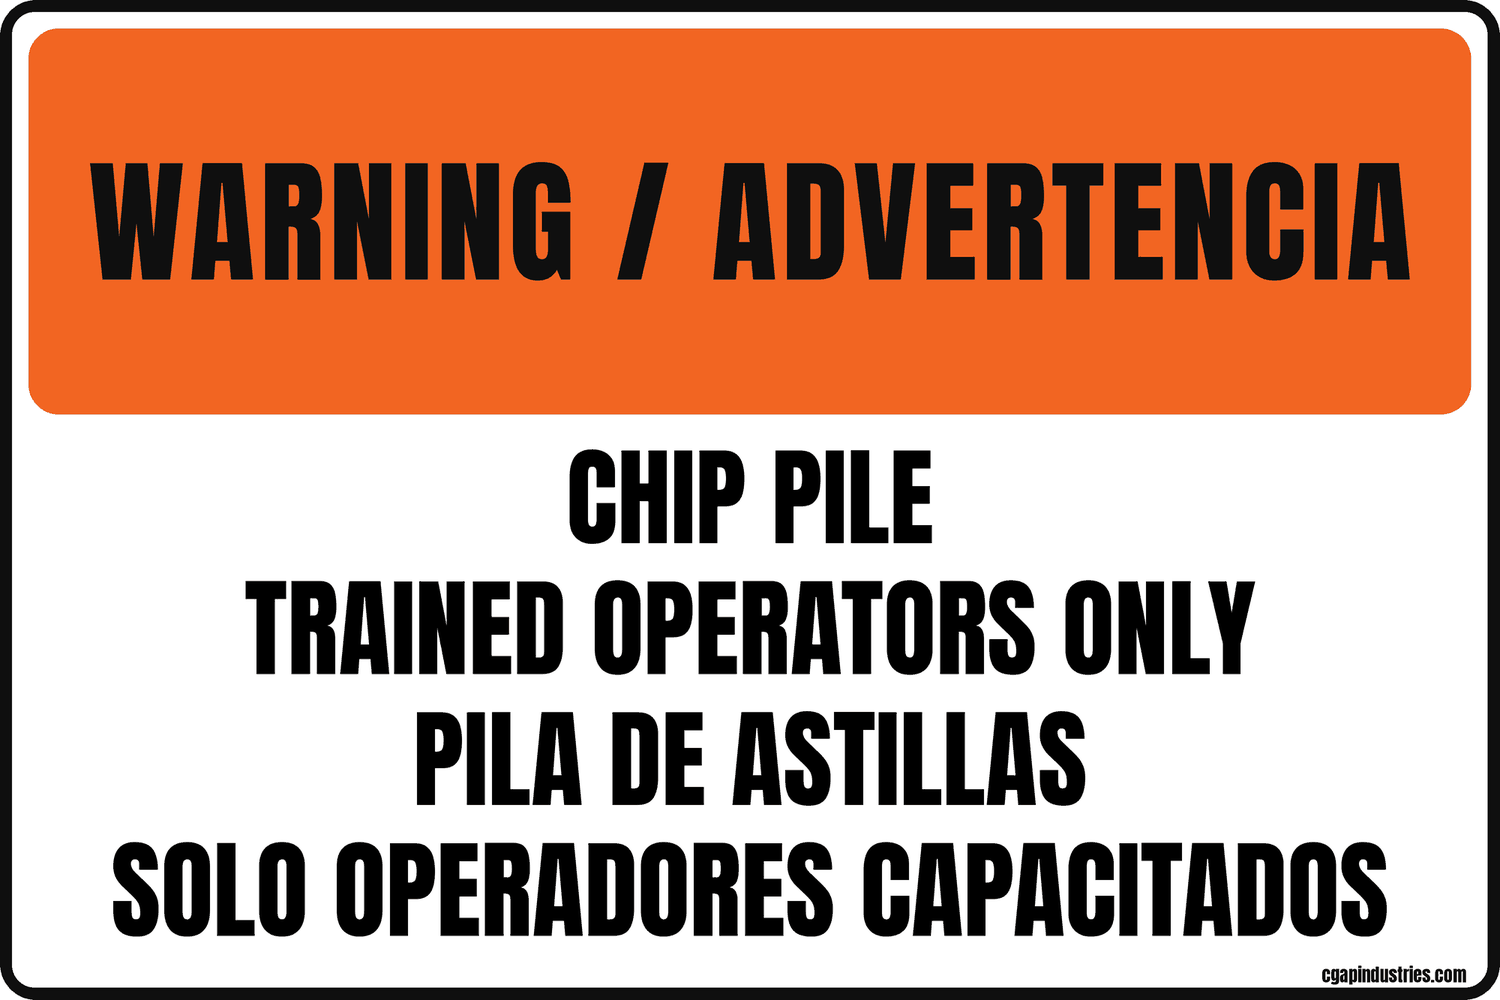 WARNING / ADVERTENCIA
CHIP PILE
TRAINED OPERATORS ONLY
PILA DE ASTILLAS
SOLO OPERADORES CAPACITADOS
cgapindustries.com